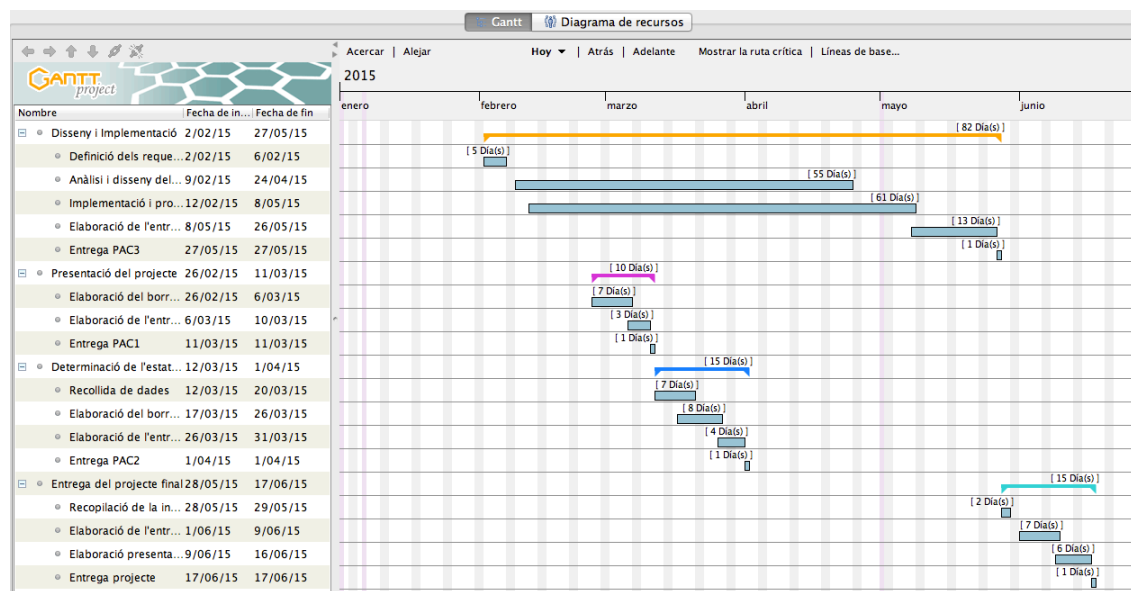 Gantt Diagrama de recursos
Acercar | Alejar Hoy | Atrás | Adelante Mostrar la ruta crítica | Líneas de base...
GANTT project
2015
enero febrero marzo abril mayo junio
Nombre Fecha de in... Fecha de fin
Disseny i Implementació 2/02/15 27/05/15 [ 82 Día(s) ]
Definició dels reque... 2/02/15 6/02/15 [ 5 Día(s) ]
Anàlisi i disseny del... 9/02/15 24/04/15 [ 55 Día(s) ]
Implementació i pro... 12/02/15 8/05/15 [ 61 Día(s) ]
Elaboración de l'entr... 8/05/15 26/05/15 [ 13 Día(s) ]
Entrega PAC3 27/05/15 27/05/15 [ 1 Día(s) ]
Presentació del projecte 26/02/15 11/03/15 [ 10 Día(s) ]
Elaboració del borr... 26/02/15 6/03/15 [ 7 Día(s) ]
Elaboració de l'entr... 6/03/15 10/03/15 [ 3 Día(s) ]
Entrega PAC1 11/03/15 11/03/15 [ 1 Día(s) ]
Determinació de l'estat... 12/03/15 1/04/15 [ 15 Día(s) ]
Recollida de dades 12/03/15 20/03/15 [ 7 Día(s) ]
Elaboració del borr... 17/03/15 26/03/15 [ 8 Día(s) ]
Elaboració de l'entr... 26/03/15 31/03/15 [ 4 Día(s) ]
Entrega PAC2 1/04/15 1/04/15 [ 1 Día(s) ]
Entrega del projecte final 28/05/15 17/06/15 [ 15 Día(s) ]
Recopilació de la in... 28/05/15 29/05/15 [ 2 Día(s) ]
Elaboració de l'entr... 1/06/15 9/06/15 [ 7 Día(s) ]
Elaboració presenta... 9/06/15 16/06/15 [ 6 Día(s) ]
Entrega projecte 17/06/15 17/06/15 [ 1 Día(s) ]